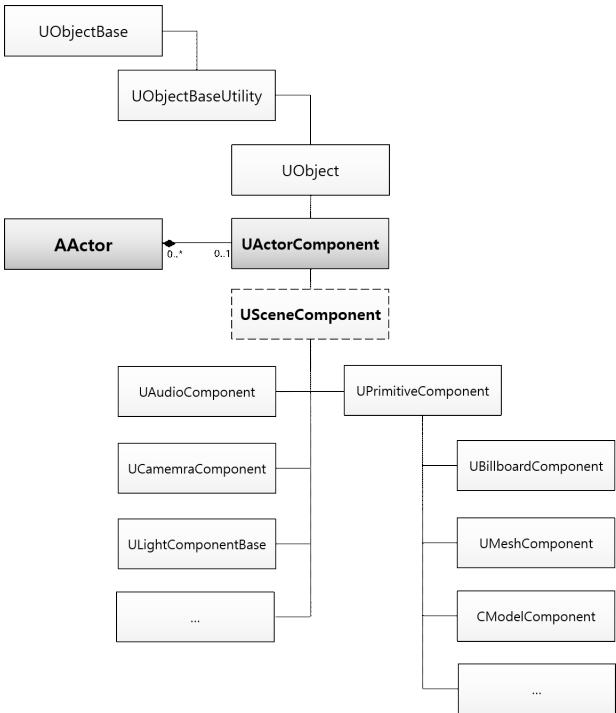 UObjectBase
UObjectBaseUtility
UObject
AActor
0..*
0..1
UActorComponent
USceneComponent
UAudioComponent
UPrimitiveComponent
UCamemraComponent
UBillboardComponent
ULightComponentBase
UMeshComponent
...
CModelComponent
...